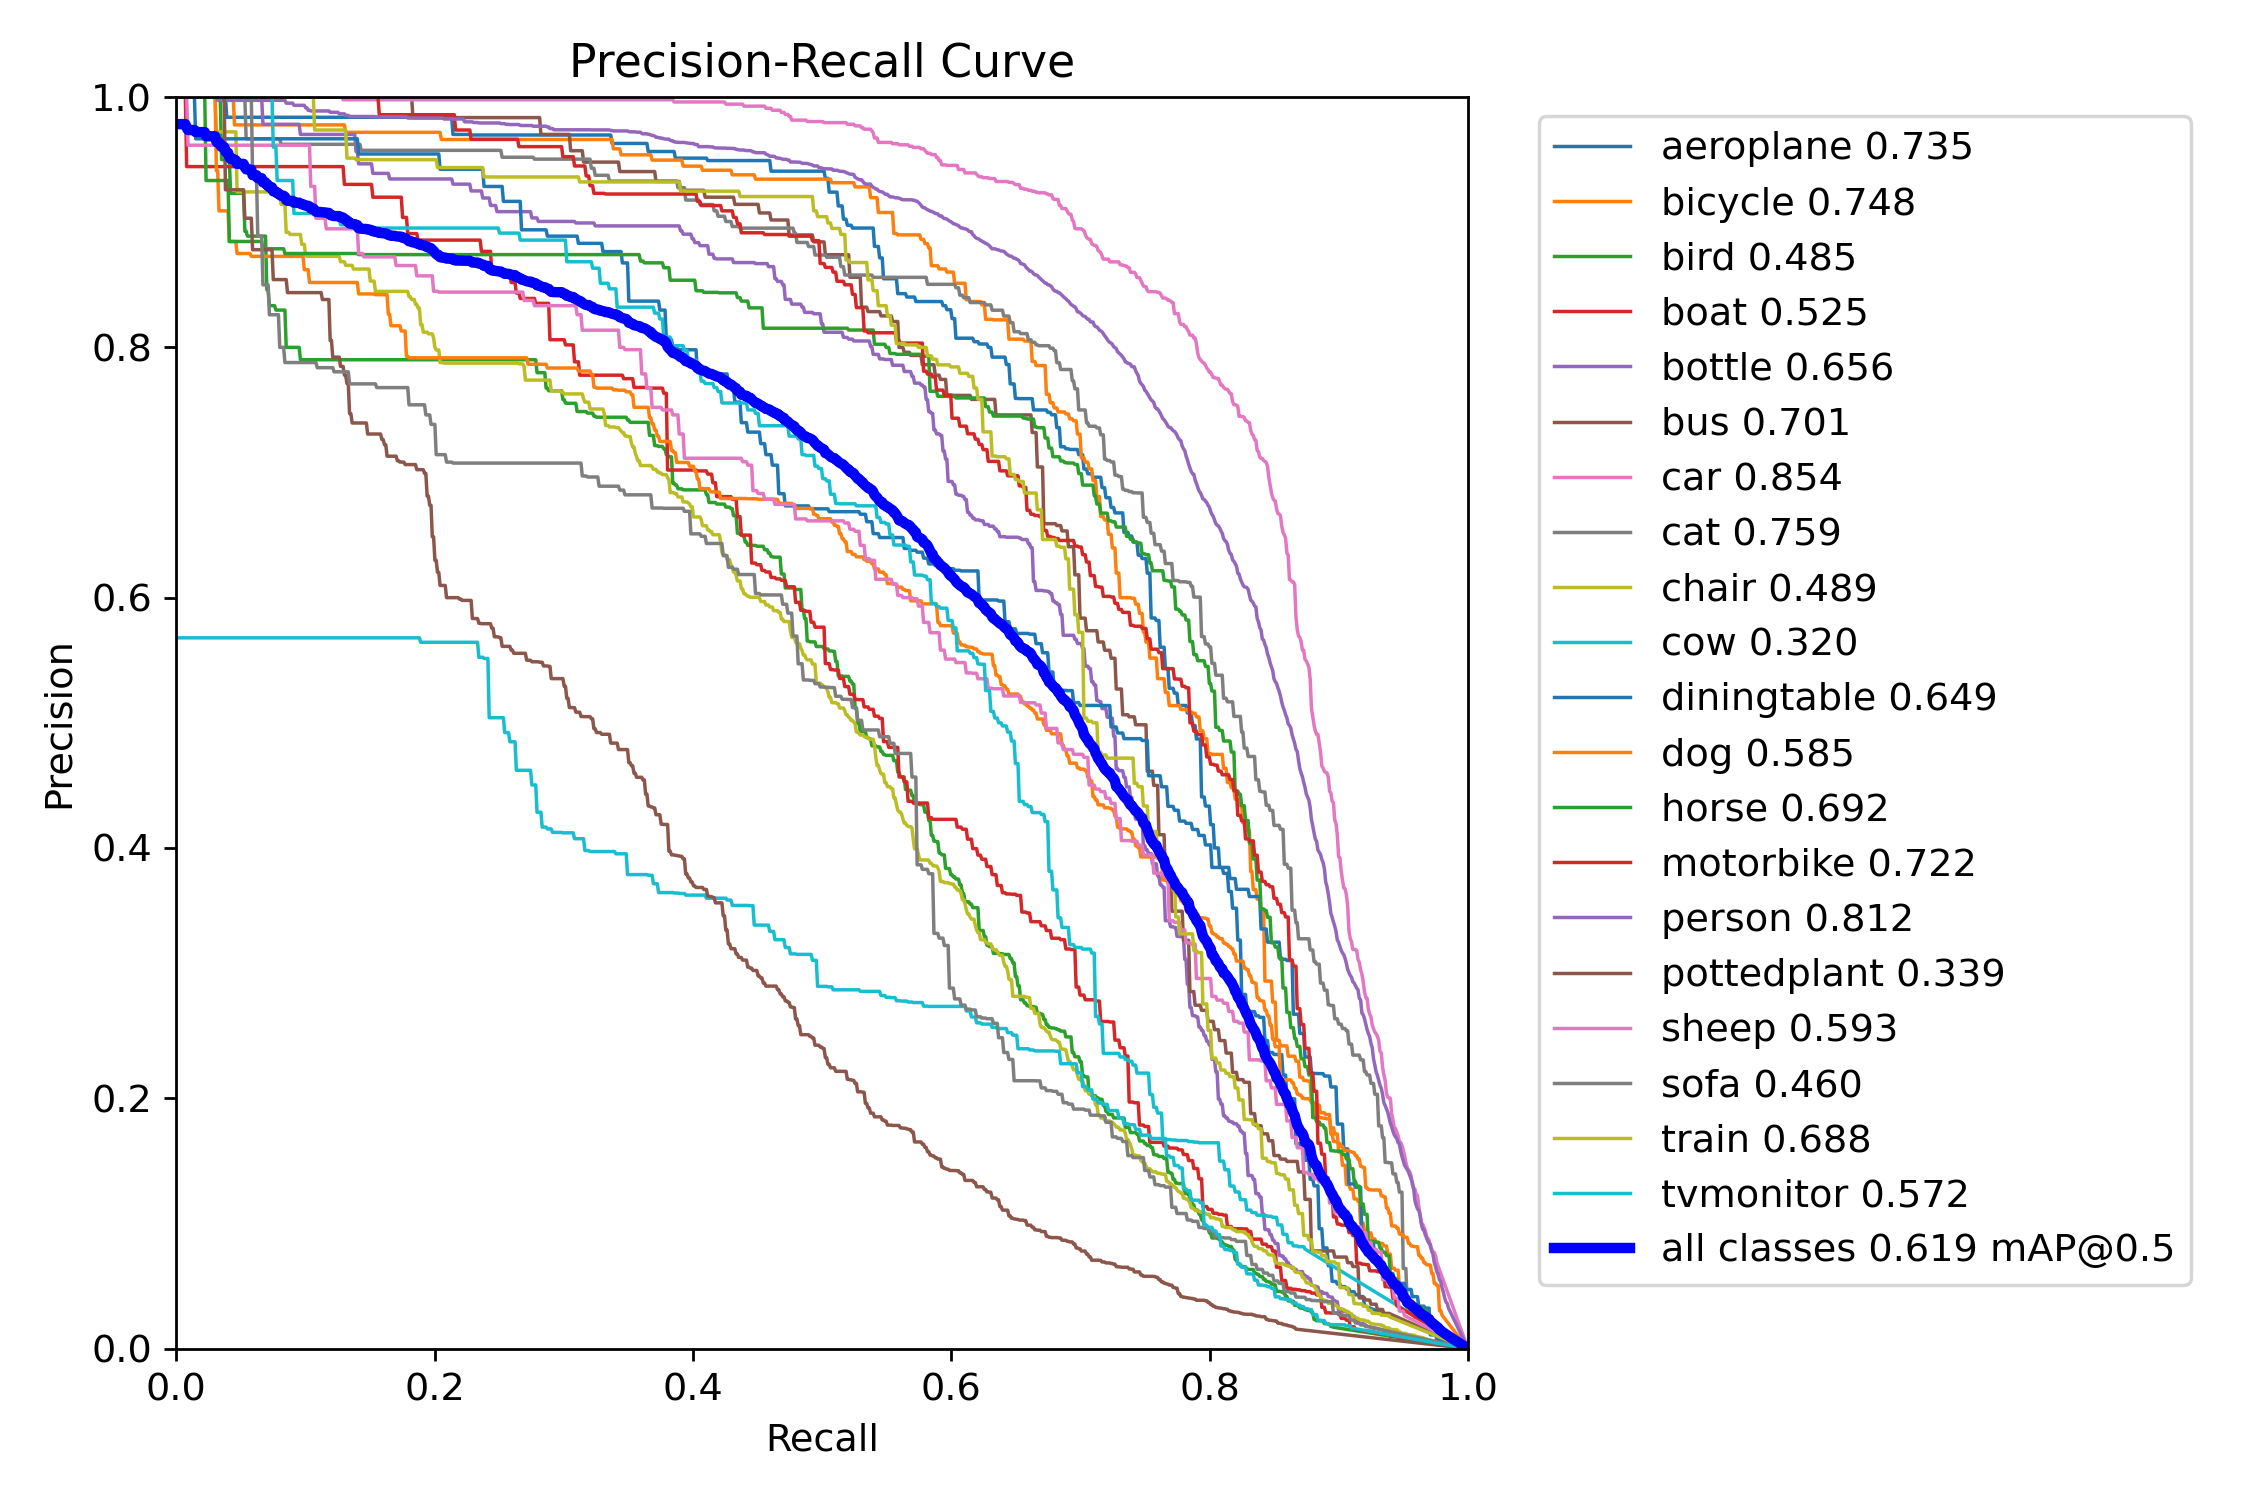 Precision-Recall Curve
1.0
0.8
0.6
0.4
0.2
0.0
Precision
0.0 0.2 0.4 0.6 0.8 1.0
Recall
aeroplane 0.735
bicycle 0.748
bird 0.485
boat 0.525
bottle 0.656
bus 0.701
car 0.854
cat 0.759
chair 0.489
cow 0.320
diningtable 0.649
dog 0.585
horse 0.692
motorbike 0.722
person 0.812
pottedplant 0.339
sheep 0.593
sofa 0.460
train 0.688
tvmonitor 0.572
all classes 0.619 mAP@0.5